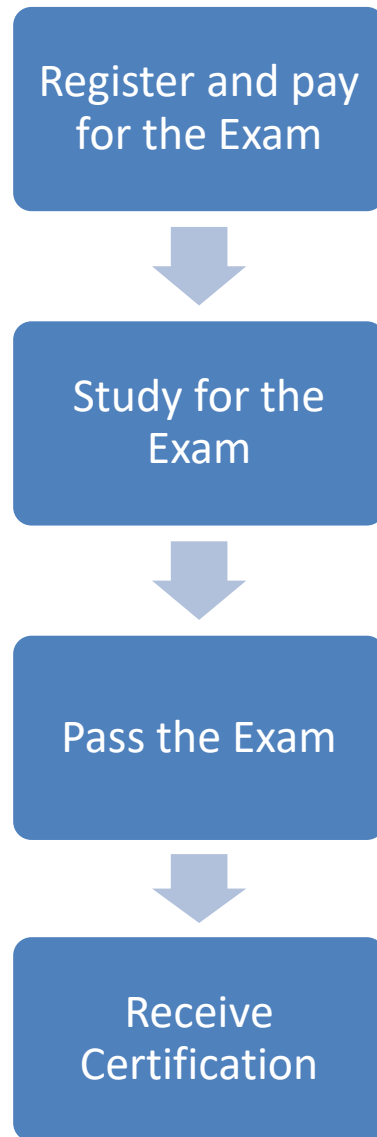 Register and pay
for the Exam
Study for the
Exam
Pass the Exam
Receive
Certification